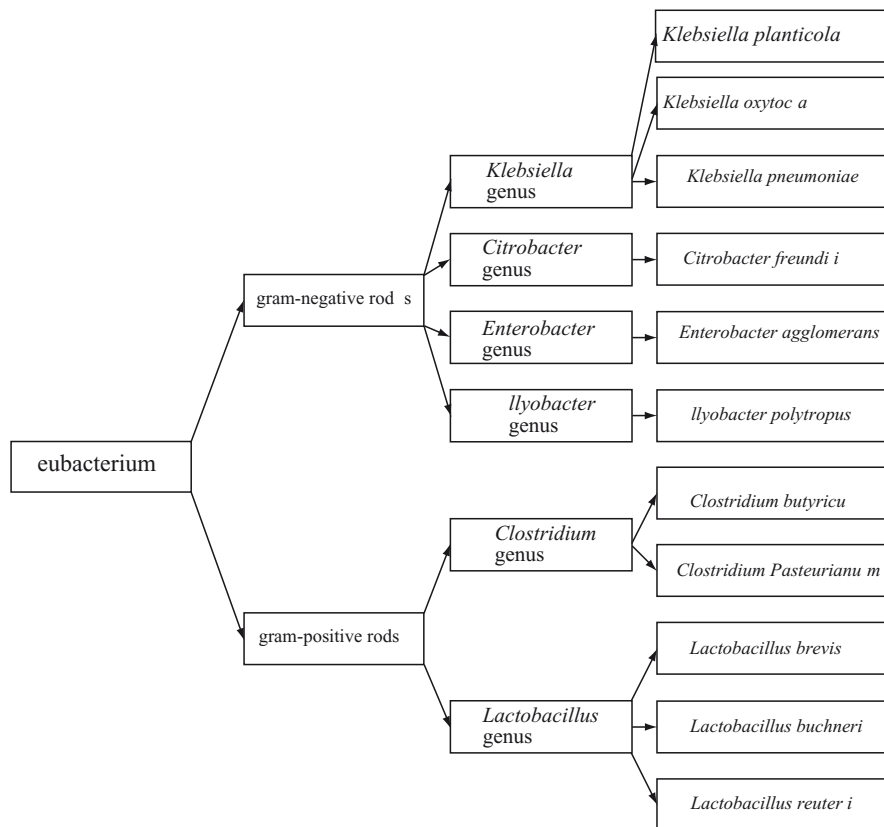 Klebsiella planticola
Klebsiella oxytoc a
Klebsiella
genus
Klebsiella pneumoniae
Citrobacter
genus
Citrobacter freundi i
gram-negative rod s
Enterobacter
genus
Enterobacter agglomerans
llyobacter
genus
llyobacter polytropus
eubacterium
Clostridium butyricu
Clostridium
genus
Clostridium Pasteurianu m
gram-positive rods
Lactobacillus brevis
Lactobacillus
genus
Lactobacillus buchneri
Lactobacillus reuter i